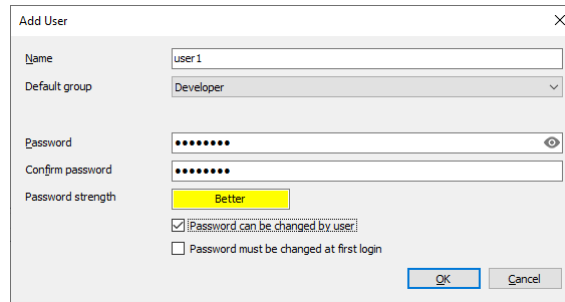 Add User
Name user1
Default group Developer
Password ●●●●●●●●
Confirm password ●●●●●●●●
Password strength Better
Password can be changed by user
Password must be changed at first login
OK Cancel